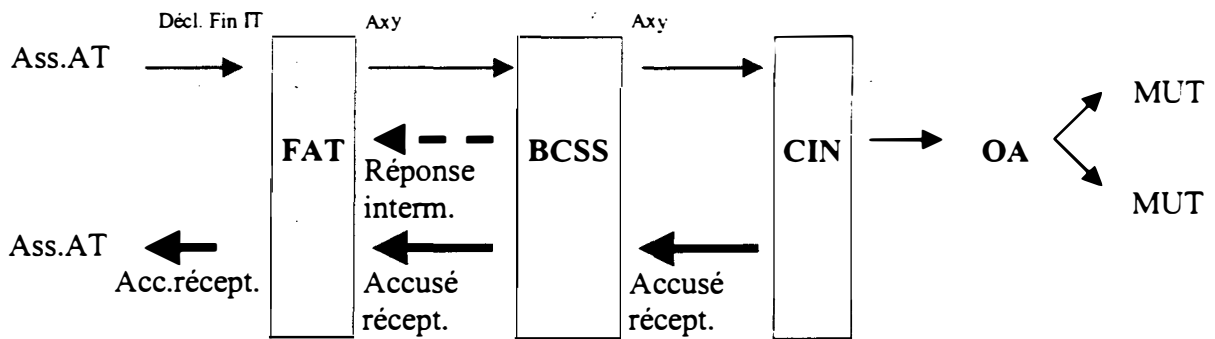 Décl. Fin IT
Axy
Axy
Ass.AT
MUT
FAT
BCSS
CIN
OA
Réponse
interm.
MUT
Ass.AT
Acc.récept.
Accusé
récept.
Accusé
récept.